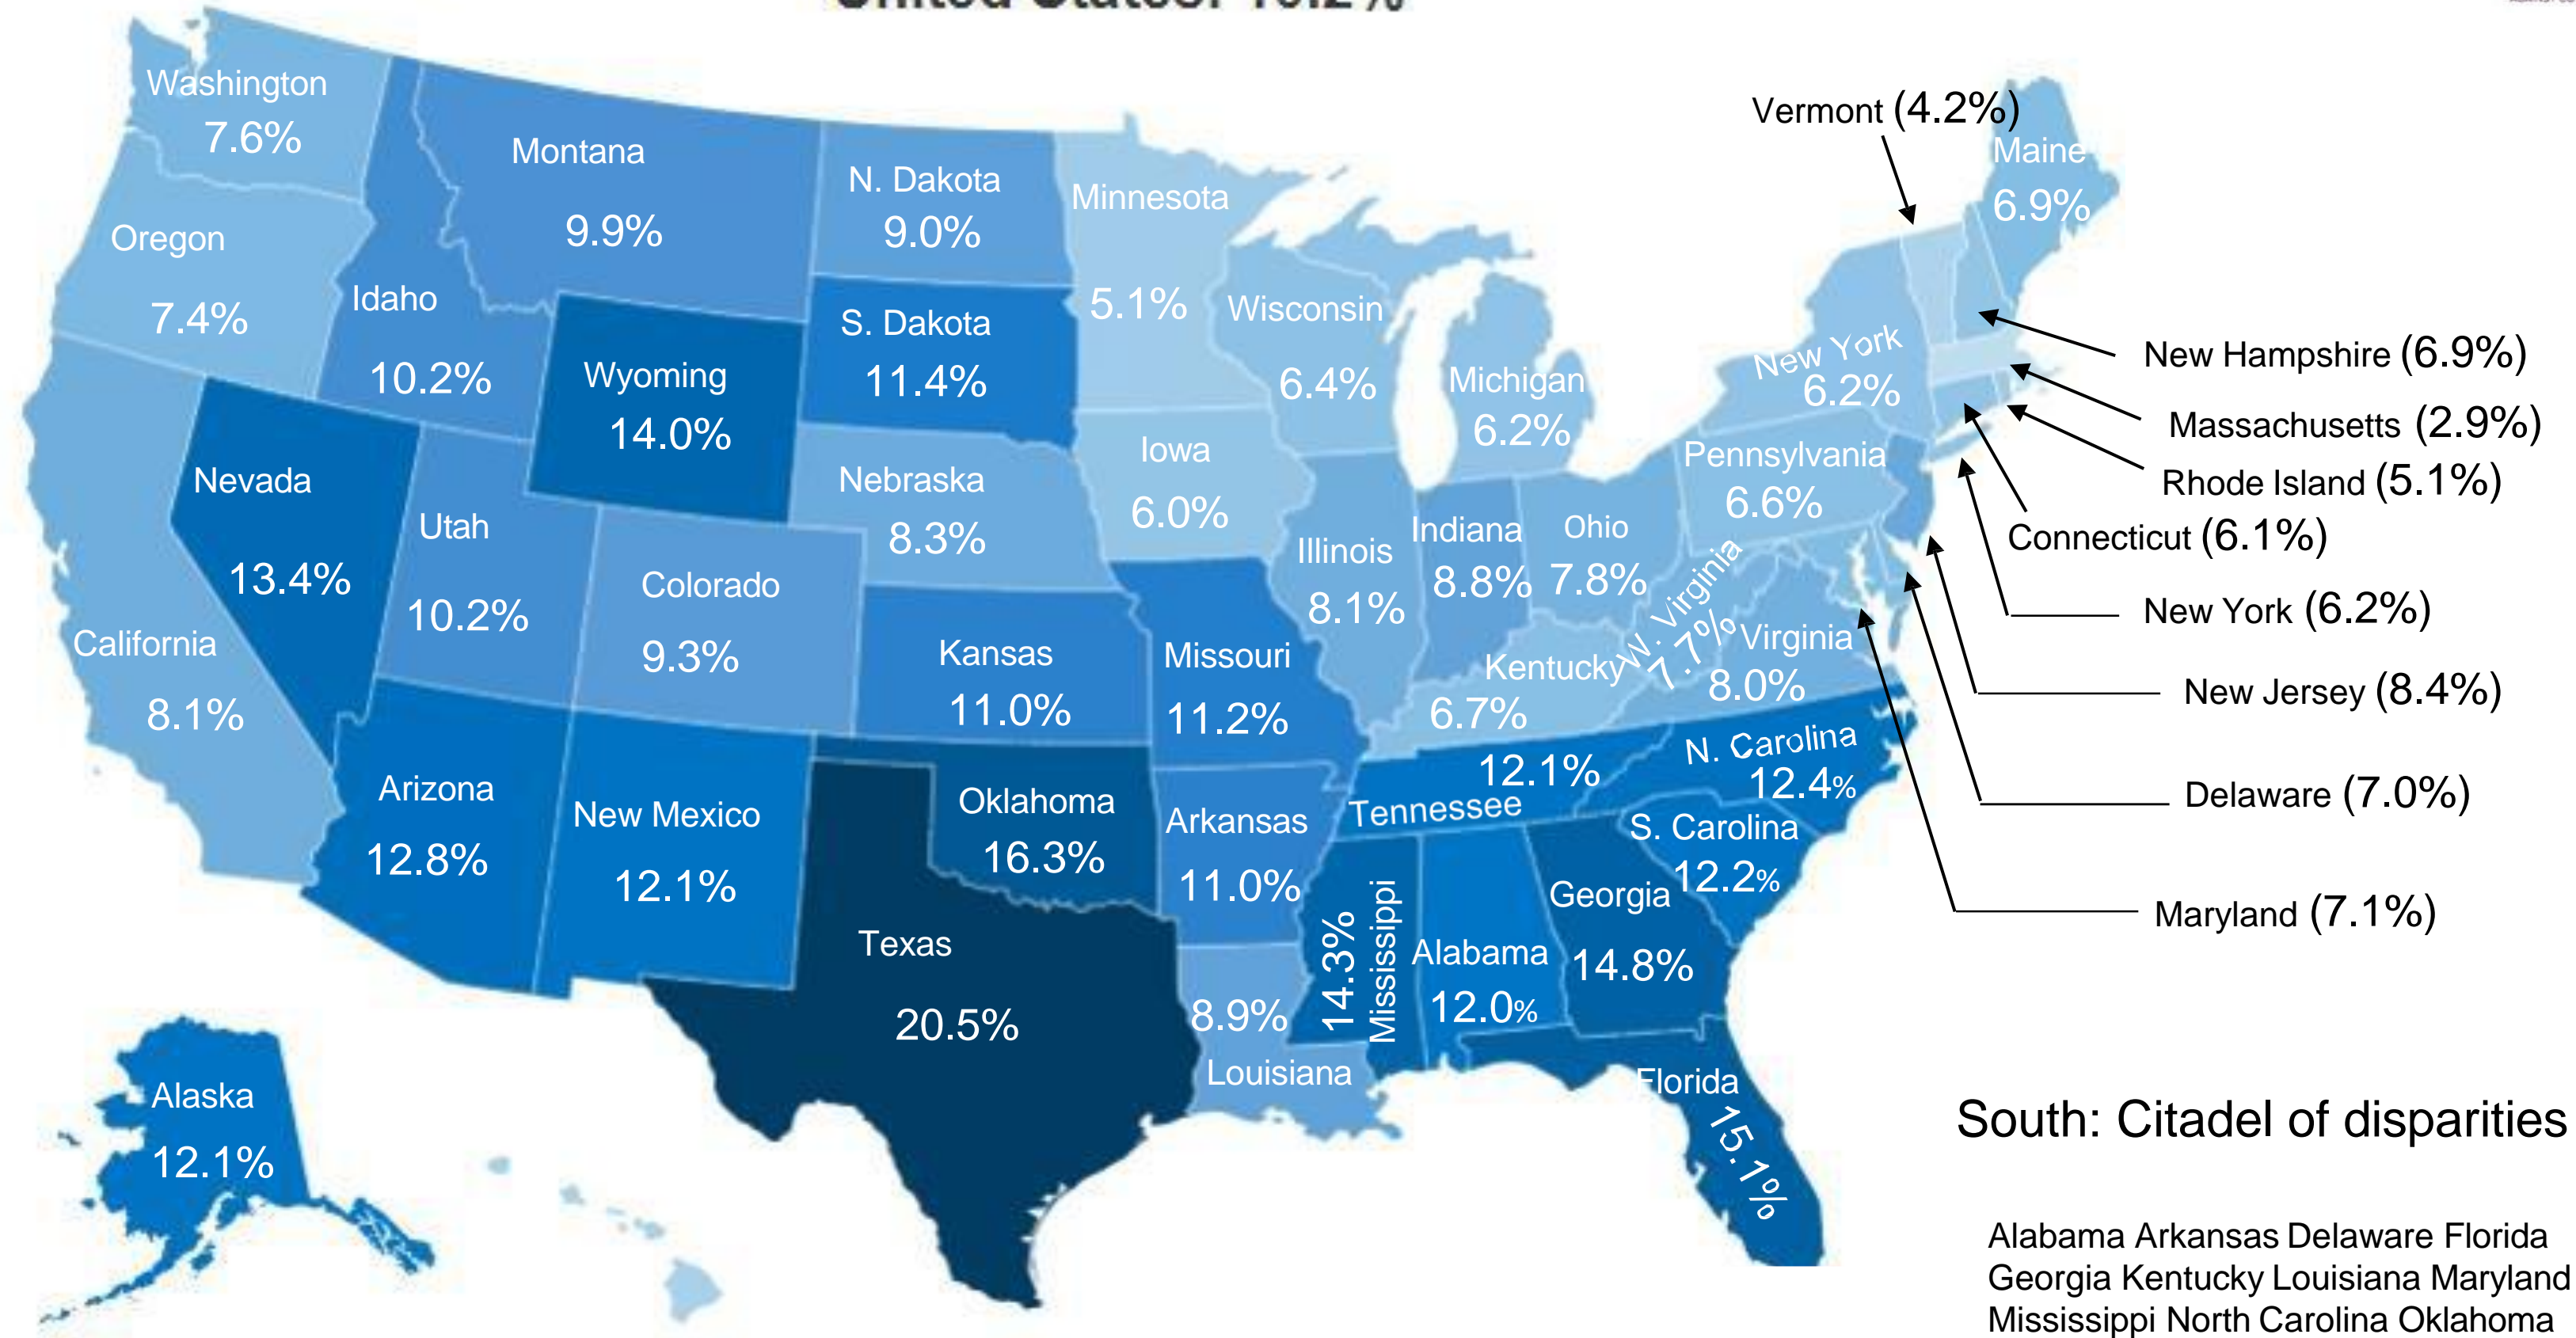 Washington
7.6%
Oregon
7.4%
California
8.1%
Nevada
13.4%
Idaho
10.2%
Montana
9.9%
Wyoming
14.0%
Utah
10.2%
Colorado
9.3%
Arizona
12.8%
New Mexico
12.1%
N. Dakota
9.0%
S. Dakota
11.4%
Nebraska
8.3%
Kansas
11.0%
Oklahoma
16.3%
Texas
20.5%
Minnesota
5.1%
Iowa
6.0%
Missouri
11.2%
Arkansas
11.0%
8.9%
Louisiana
Wisconsin
6.4%
Illinois
8.1%
Michigan
6.2%
Indiana
8.8%
Ohio
7.8%
Kentucky
6.7%
W. Virginia
7.7%
Virginia
8.0%
12.1%
Tennessee
N. Carolina
12.4%
S. Carolina
12.2%
Georgia
14.8%
Alabama
12.0%
14.3%
Mississippi
Florida
15.1%
Pennsylvania
6.6%
New York
6.2%
Maine
6.9%
Vermont (4.2%)
New Hampshire (6.9%)
Massachusetts (2.9%)
Rhode Island (5.1%)
Connecticut (6.1%)
New York (6.2%)
New Jersey (8.4%)
Delaware (7.0%)
Maryland (7.1%)
Alaska
12.1%
South: Citadel of disparities
Alabama Arkansas Delaware Florida
Georgia Kentucky Louisiana Maryland
Mississippi North Carolina Oklahoma